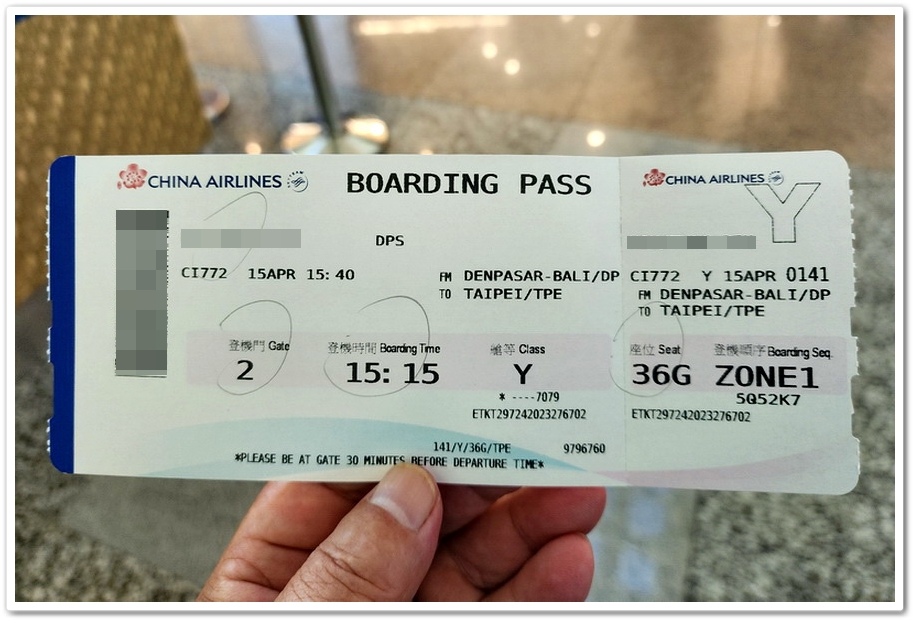 CHINA AIRLINES BOARDING PASS
DPS
CI772 15APR 15:40
FM DENPASAR-BALI/DP
TO TAIPEI/TPE
登機門 Gate 登機時間 Boarding Time 艙等 Class
2 15:15 Y
* ----7079
ETKT297242023276702
141/Y/36G/TPE 9796760
*PLEASE BE AT GATE 30 MINUTES BEFORE DEPARTURE TIME*
CHINA AIRLINES
Y
CI772 Y 15APR 0141
FM DENPASAR-BALI/DP
TO TAIPEI/TPE
座位 Seat 登機順序 Boarding Seq.
36G ZONE1
5Q52K7
ETKT297242023276702